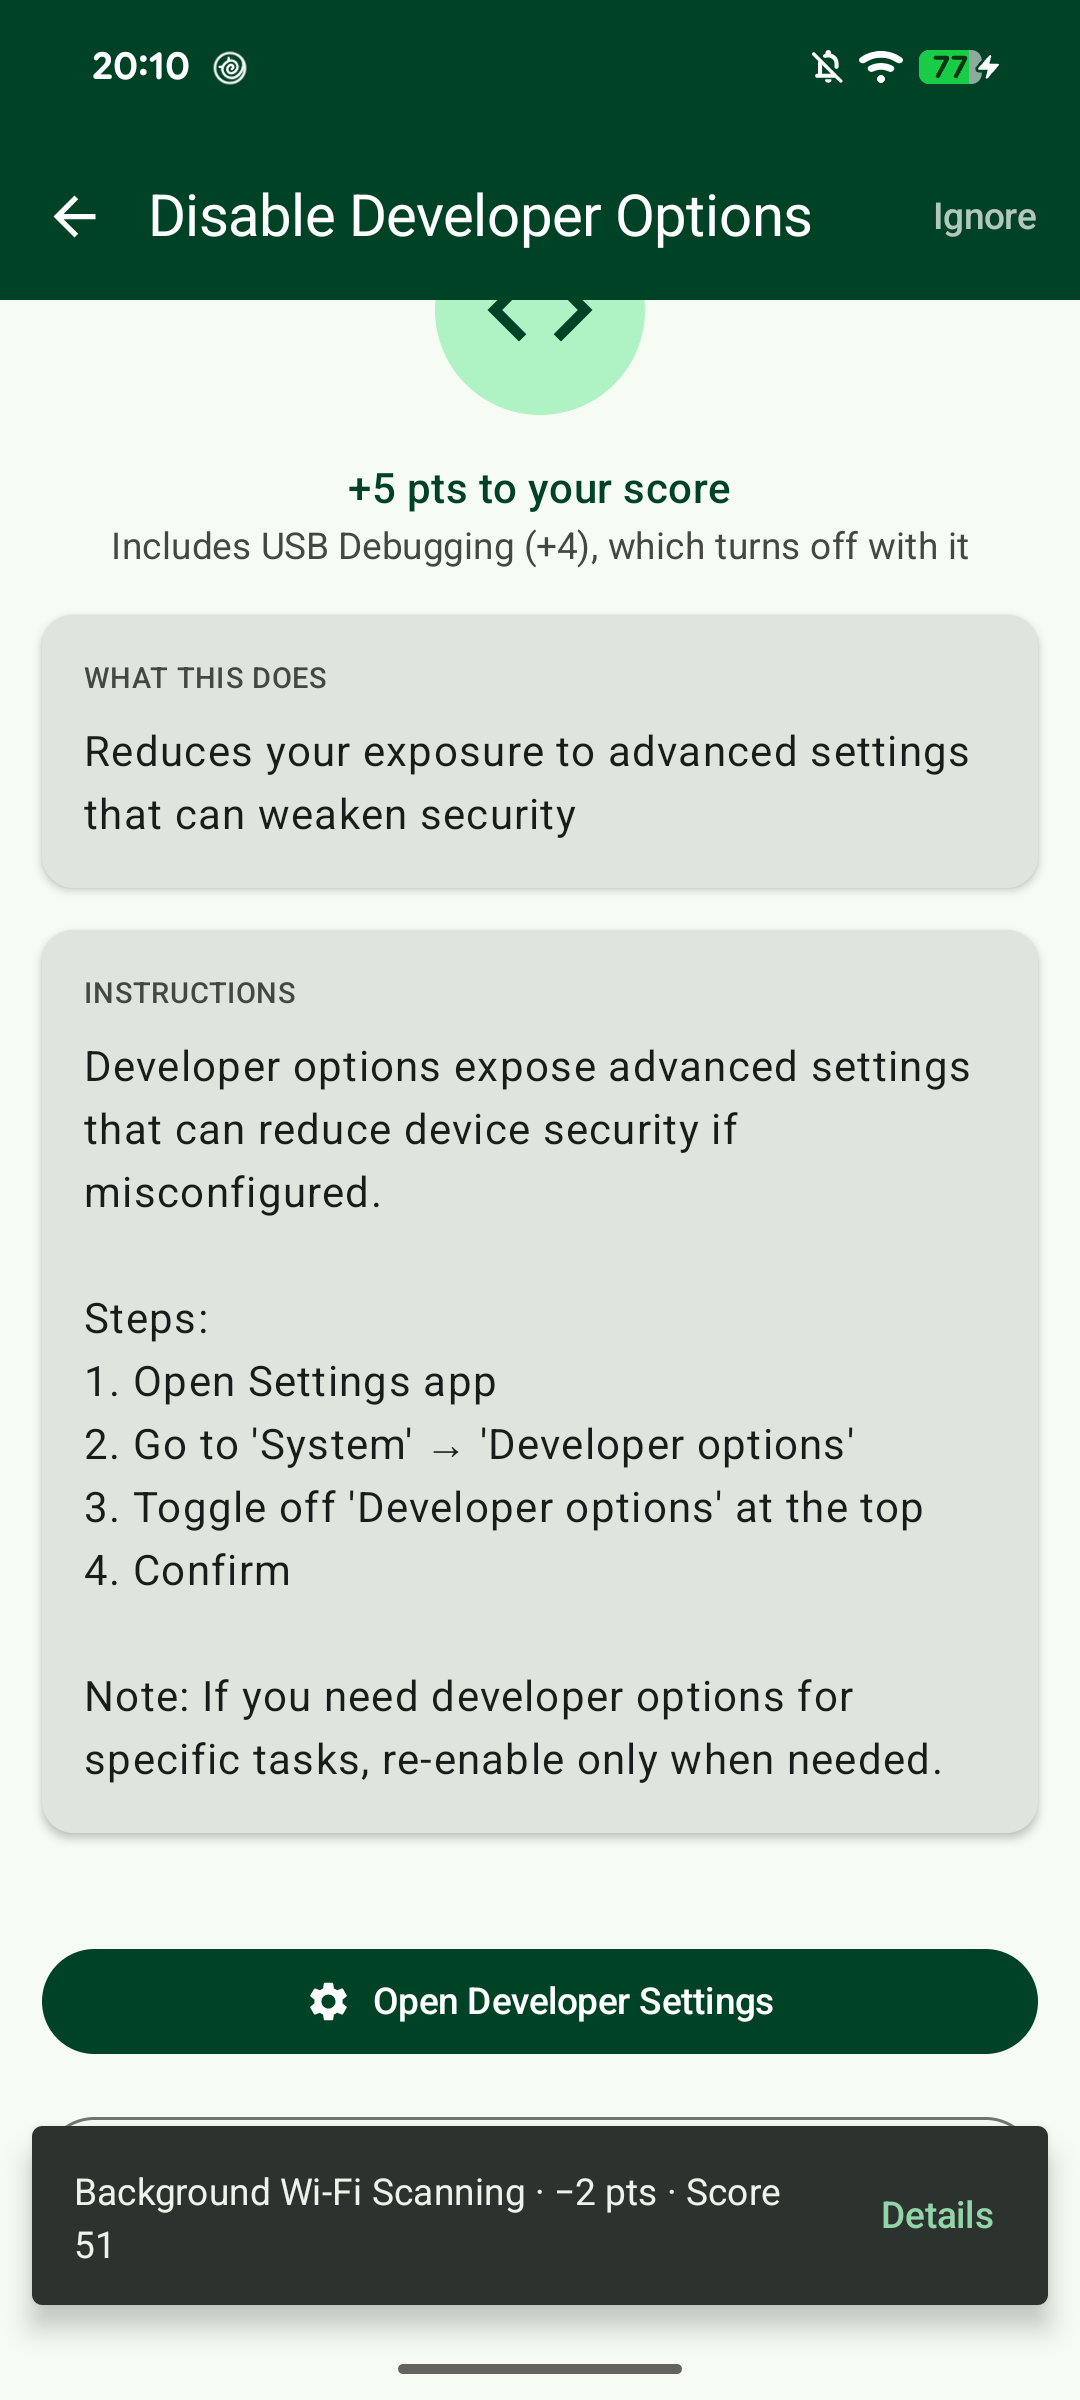 20:10
77
Disable Developer Options
Ignore
+5 pts to your score
Includes USB Debugging (+4), which turns off with it
WHAT THIS DOES
Reduces your exposure to advanced settings
that can weaken security
INSTRUCTIONS
Developer options expose advanced settings
that can reduce device security if
misconfigured.
Steps:
1. Open Settings app
2. Go to 'System' → 'Developer options'
3. Toggle off 'Developer options' at the top
4. Confirm
Note: If you need developer options for
specific tasks, re-enable only when needed.
Open Developer Settings
Background Wi-Fi Scanning · −2 pts · Score
51
Details